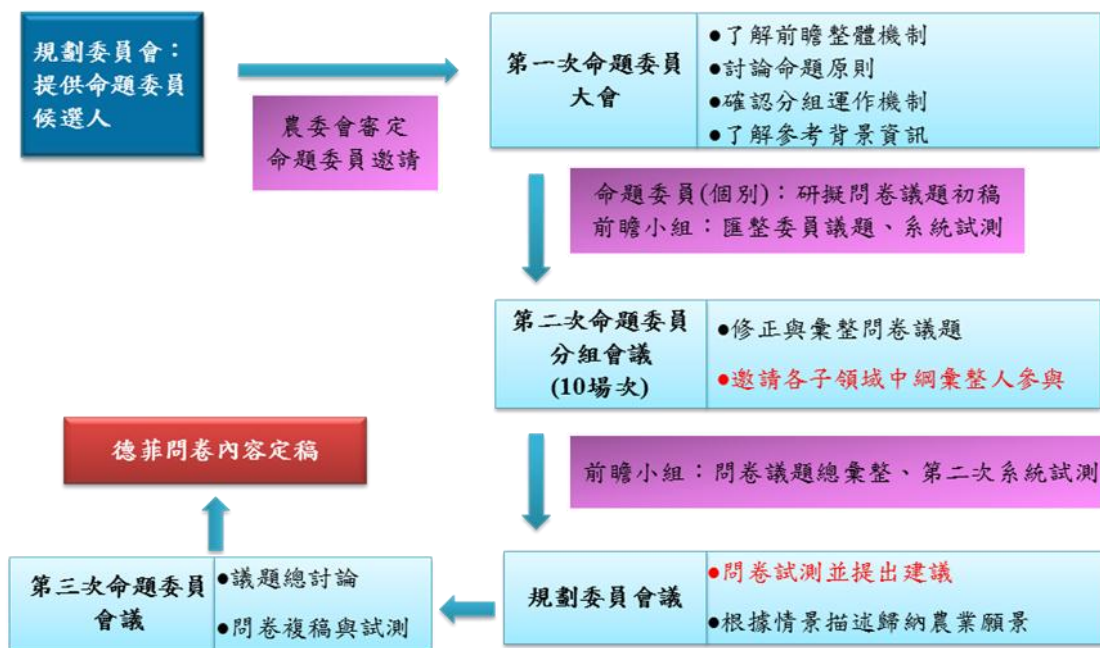 規劃委員會：
提供命題委員
候選人
農委會審定
命題委員邀請
第一次命題委員
大會
●了解前瞻整體機制
●討論命題原則
●確認分組運作機制
●了解參考背景資訊
命題委員(個別)：研擬問卷議題初稿
前瞻小組：匯整委員議題、系統試測
第二次命題委員
分組會議
(10場次)
●修正與彙整問卷議題
●邀請各子領域中綱彙整人參與
前瞻小組：問卷議題總彙整、第二次系統試測
規劃委員會議
●問卷試測並提出建議
●根據情景描述歸納農業願景
第三次命題委員
會議
●議題總討論
●問卷複稿與試測
德菲問卷內容定稿